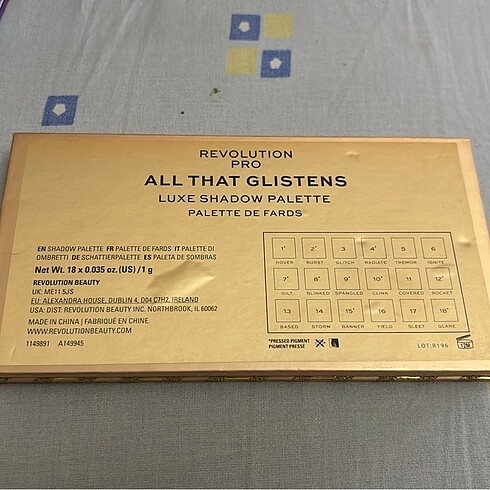 REVOLUTION
PRO
ALL THAT GLISTENS
LUXE SHADOW PALETTE
PALETTE DE FARDS
EN SHADOW PALETTE FR PALETTE DE FARDS IT PALETTE DI
OMBRETTI DE SCHATTIERPALETTE ES PALETA DE SOMBRAS
Net Wt. 18 x 0.035 oz. (US) / 1 g
REVOLUTION BEAUTY
UK: ME11 5JS
EU: ALEXANDRA HOUSE, DUBLIN 4, D04 C7H2, IRELAND
USA: DIST: REVOLUTION BEAUTY INC. NORTHBROOK, IL 60062
MADE IN CHINA | FABRIQUÉ EN CHINE.
WWW.REVOLUTIONBEAUTY.COM
1149891 A149945
1* 2* 3 4* 5 6
HOVER BURST GLITCH RADIATE TREMOR IGNITE
7* 8* 9* 10* 11 12*
GILT BLINKED SPANGLED CLINK COVERED ROCKET
13 14 15* 16 17 18*
BASED STORM BANNER YIELD SLEET GLARE
*PRESSED PIGMENT
PIGMENT PRESSÉ
LOT:R196
12M